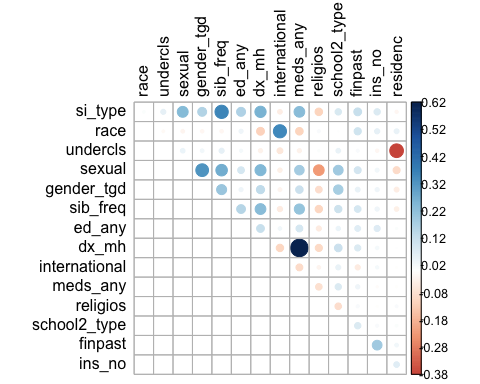 race
undercls
sexual
gender_tgd
sib_freq
ed_any
dx_mh
international
meds_any
religios
school2_type
finpast
ins_no
residenc
si_type
race
undercls
sexual
gender_tgd
sib_freq
ed_any
dx_mh
international
meds_any
religios
school2_type
finpast
ins_no
0.62
0.52
0.42
0.32
0.22
0.12
0.02
-0.08
-0.18
-0.28
-0.38